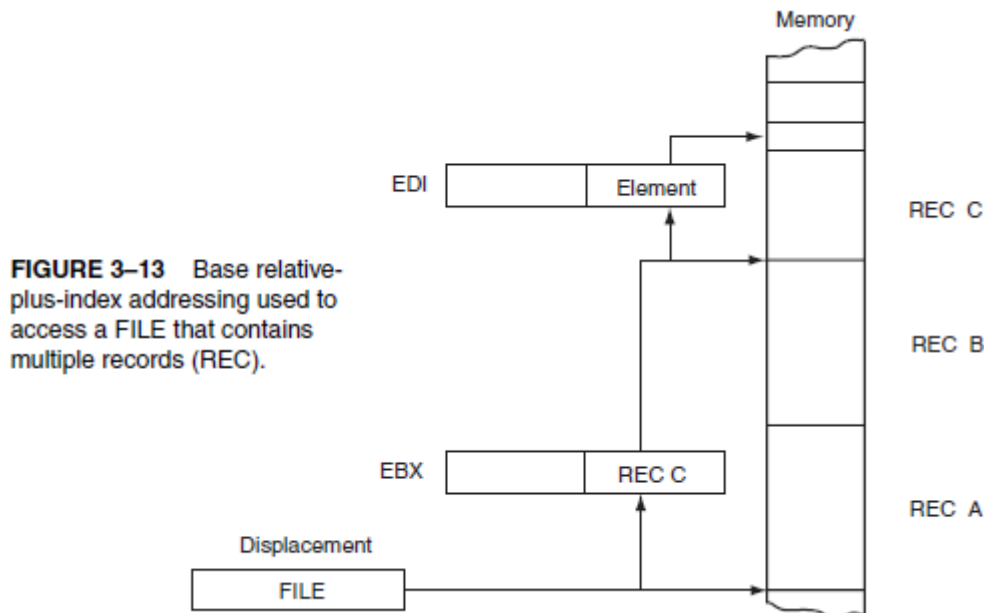 Memory
EDI
Element
REC C
FIGURE 3–13 Base relative-
plus-index addressing used to
access a FILE that contains
multiple records (REC).
REC B
EBX
REC C
REC A
Displacement
FILE